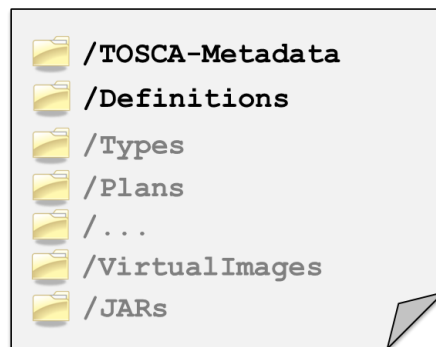 /TOSCA-Metadata
/Definitions
/Types
/Plans
/...
/VirtualImages
/JARs